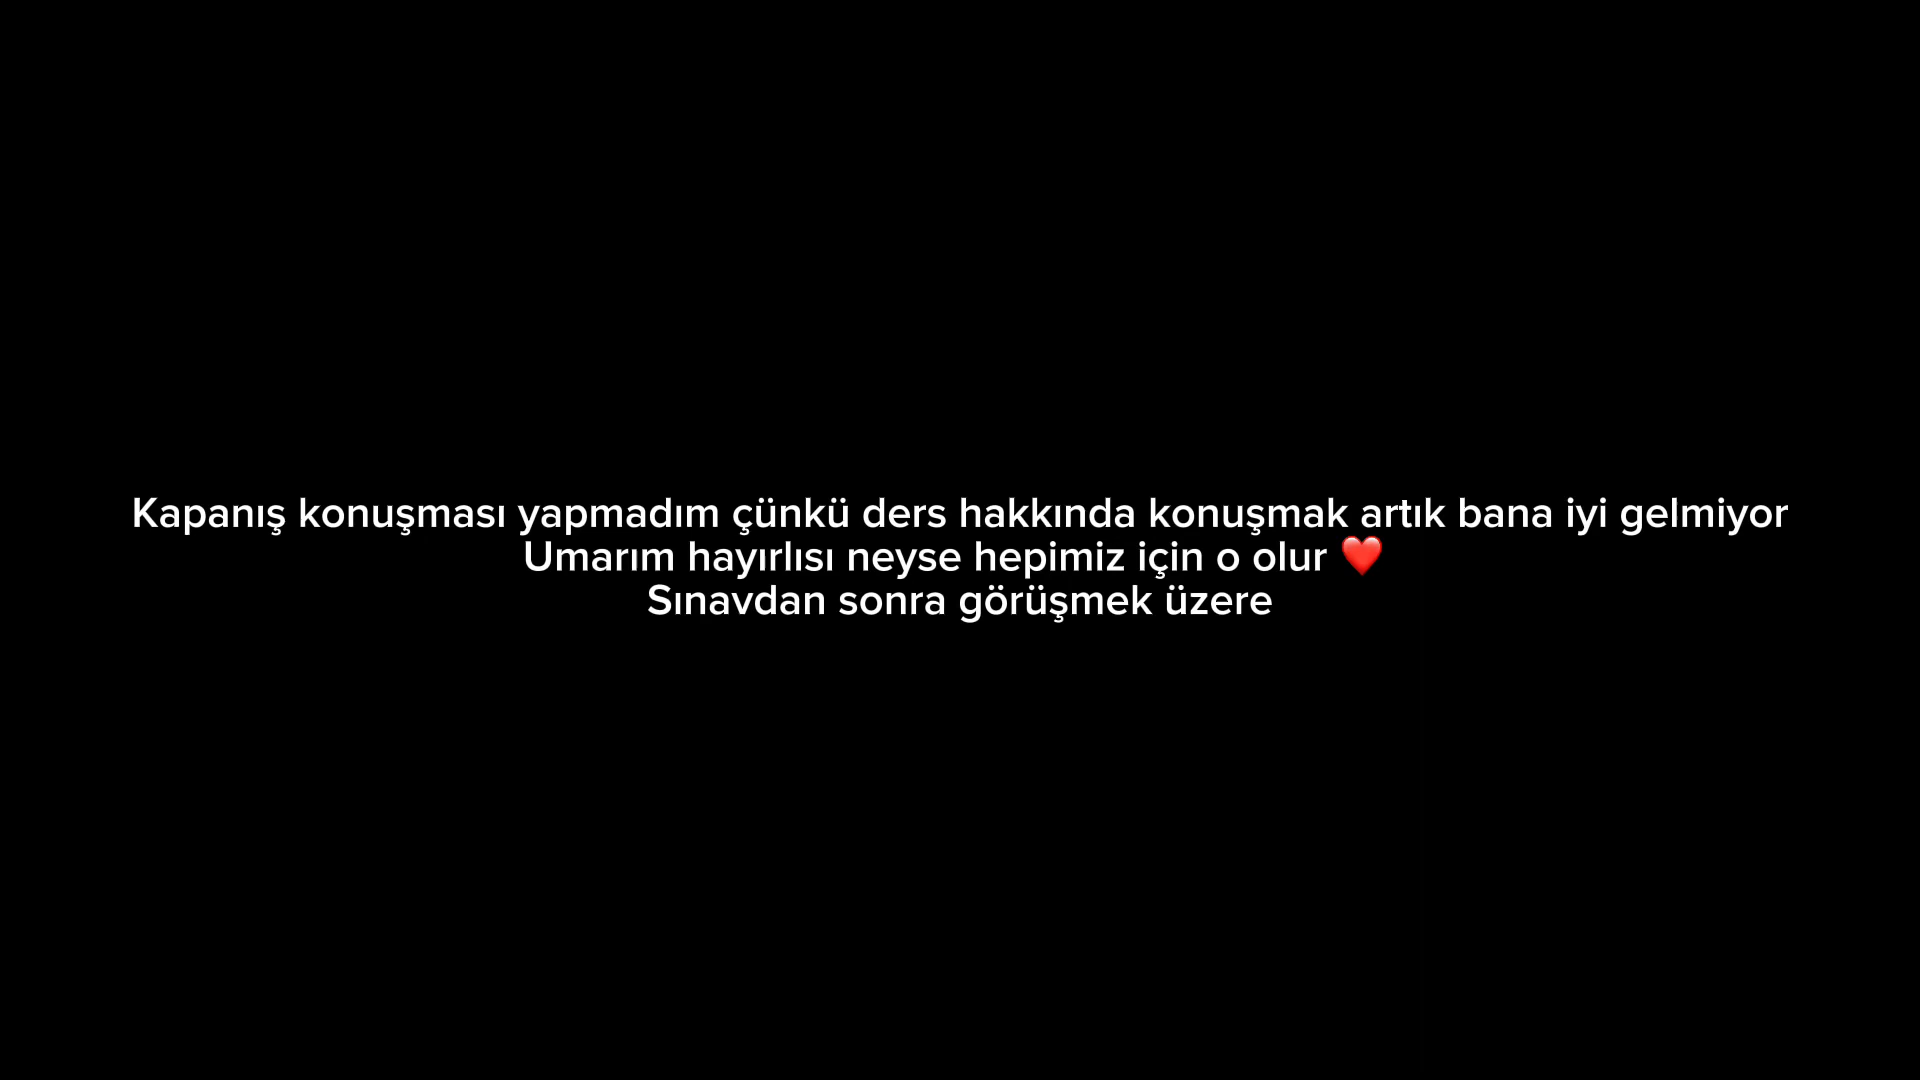 Kapanış konuşması yapmadım çünkü ders hakkında konuşmak artık bana iyi gelmiyor
Umarım hayırlısı neyse hepimiz için o olur ❤️
Sınavdan sonra görüşmek üzere